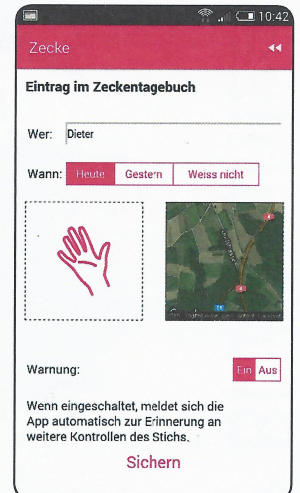 10:42
Zecke
Eintrag im Zeckentagebuch
Wer: Dieter
Wann: Heute Gestern Weiss nicht
Warnung: Ein Aus
Wenn eingeschaltet, meldet sich die
App automatisch zur Erinnerung an
weitere Kontrollen des Stichs.
Sichern